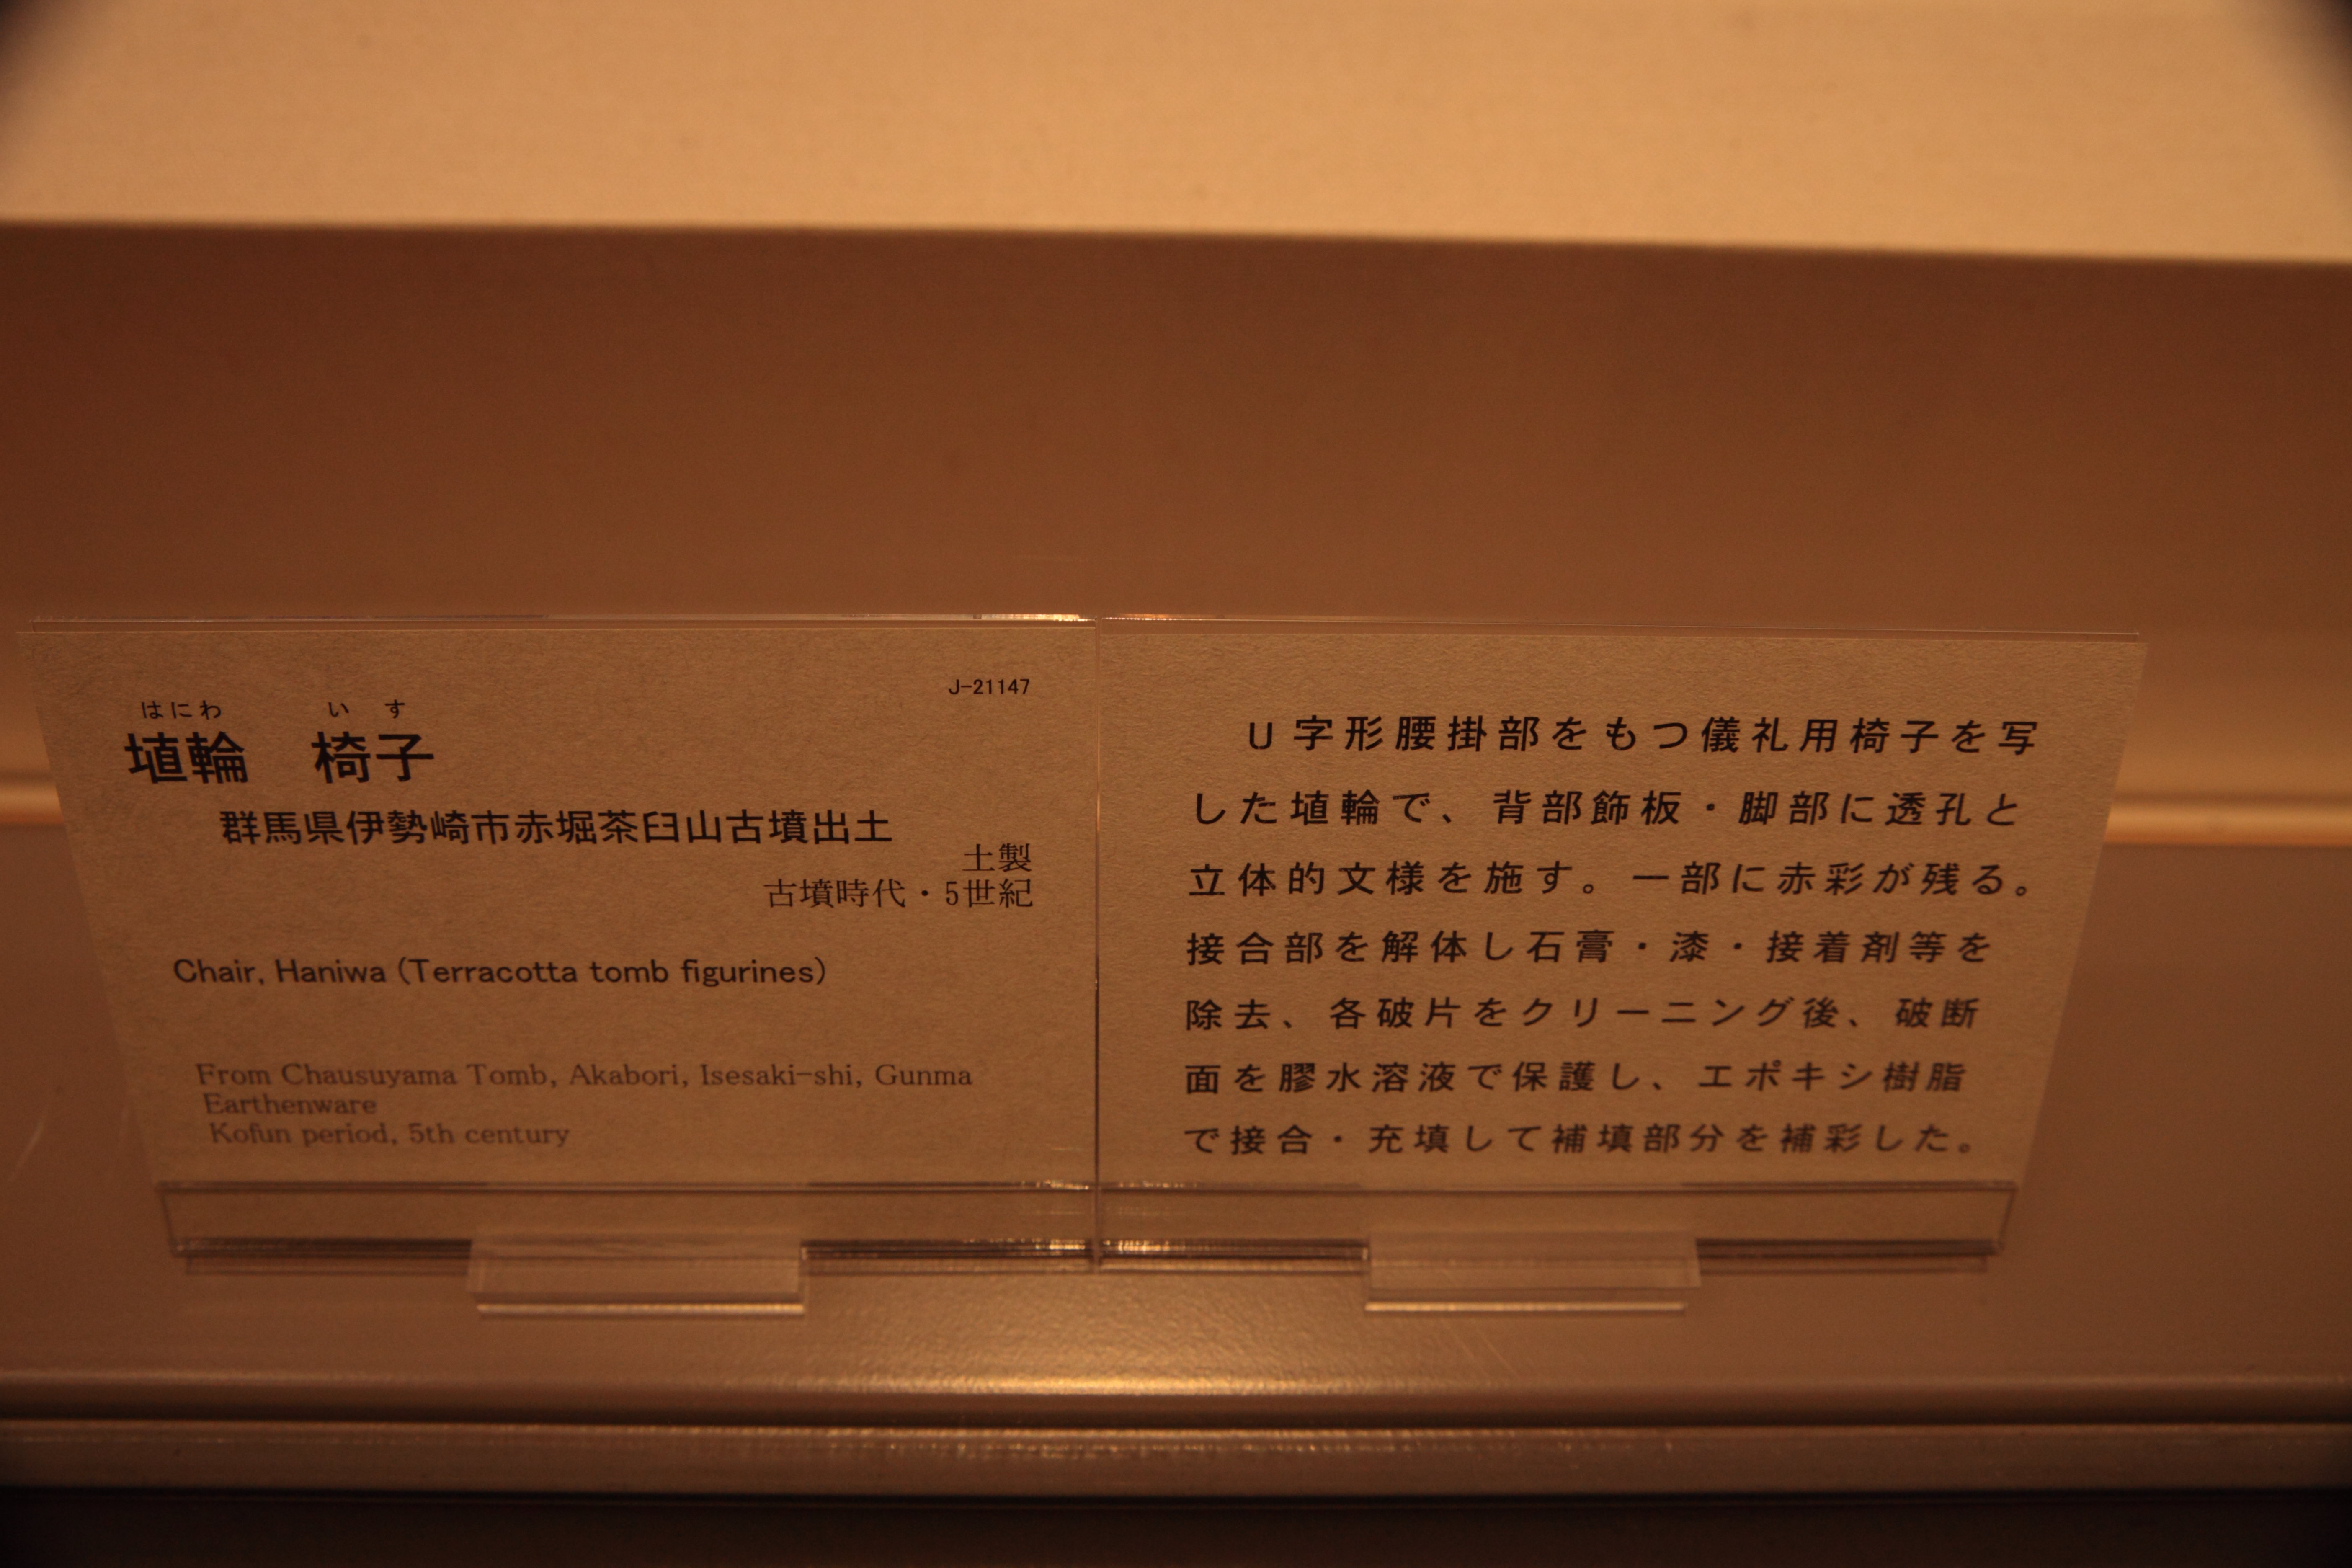 J-21147
はにわ いす
埴輪 椅子
群馬県伊勢崎市赤堀茶臼山古墳出土
土製
古墳時代・5世紀
Chair, Haniwa (Terracotta tomb figurines)
From Chausuyama Tomb, Akabori, Isesaki-shi, Gunma
Earthenware
Kofun period, 5th century
U字形腰掛部をもつ儀礼用椅子を写
した埴輪で、背部飾板・脚部に透孔と
立体的文様を施す。一部に赤彩が残る。
接合部を解体し石膏・漆・接着剤等を
除去、各破片をクリーニング後、破断
面を膠水溶液で保護し、エポキシ樹脂
で接合・充填して補填部分を補彩した。